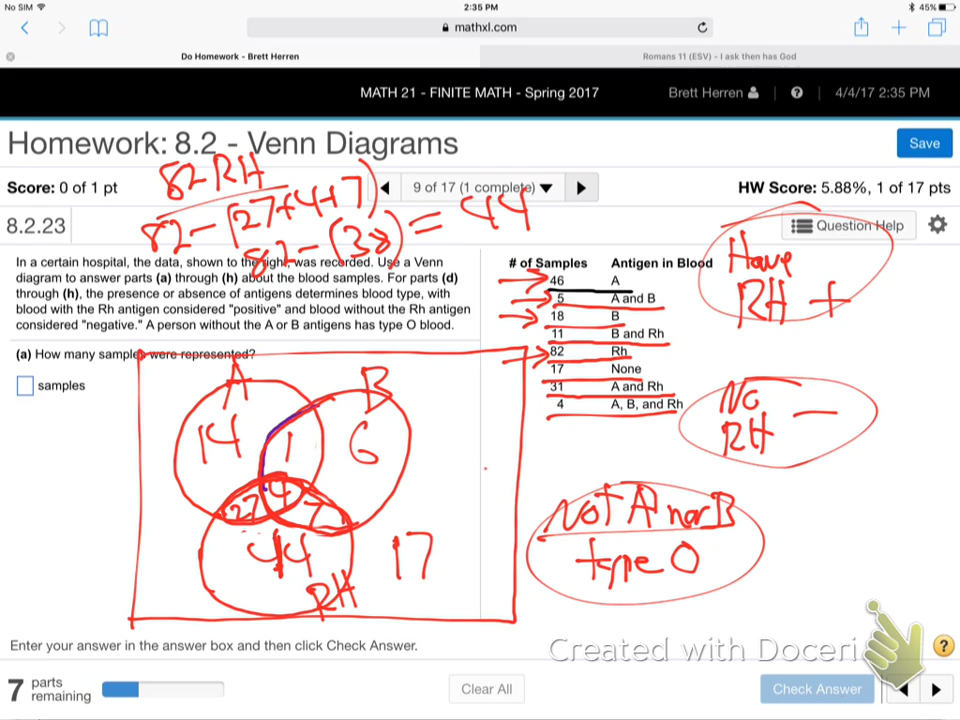 No SIM
2:35 PM
45%
mathxl.com
Do Homework - Brett Herren
Romans 11 (ESV) - I ask then has God
MATH 21 - FINITE MATH - Spring 2017
Brett Herren
?
4/4/17 2:35 PM
Homework: 8.2 - Venn Diagrams
Save
82 RH
Score: 0 of 1 pt
9 of 17 (1 complete)
HW Score: 5.88%, 1 of 17 pts
8.2.23
Question Help
82 - (27+4+7)
82 - (38) = 44
In a certain hospital, the data, shown to the right, was recorded. Use a Venn
diagram to answer parts (a) through (h) about the blood samples. For parts (d)
through (h), the presence or absence of antigens determines blood type, with
blood with the Rh antigen considered "positive" and blood without the Rh antigen
considered "negative." A person without the A or B antigens has type O blood.
# of Samples Antigen in Blood
46 A
5 A and B
18 B
11 B and Rh
82 Rh
17 None
31 A and Rh
4 A, B, and Rh
Have
RH +
No
RH -
(a) How many samples were represented?
samples
A
B
14 1 6
4
27 7
44
17
RH
Not A nor B
type O
Enter your answer in the answer box and then click Check Answer.
Created with Doceri
?
7 parts
remaining
Clear All
Check Answer